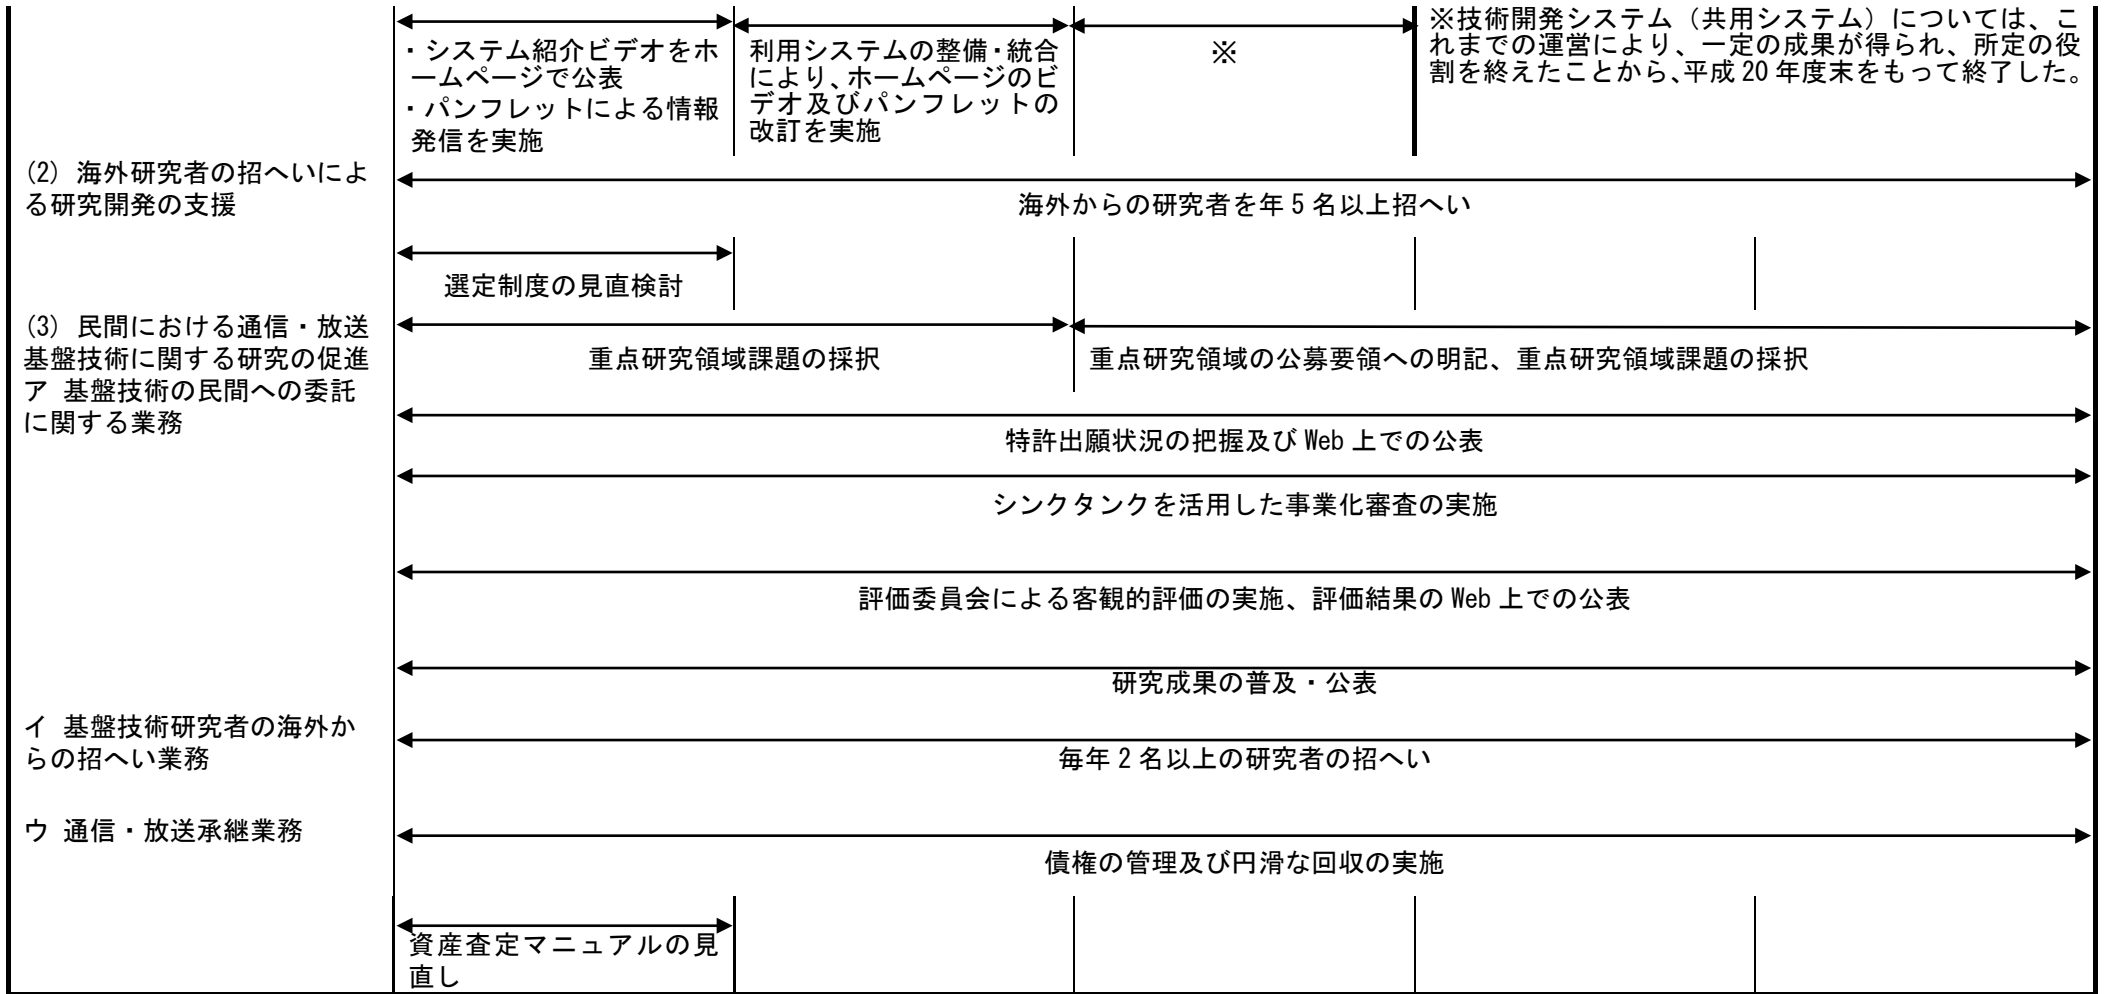 ・システム紹介ビデオをホ
ームページで公表
・パンフレットによる情報
発信を実施
利用システムの整備・統合
により、ホームページのビ
デオ及びパンフレットの
改訂を実施
※
※技術開発システム（共用システム）については、こ
れまでの運営により、一定の成果が得られ、所定の役
割を終えたことから、平成 20 年度末をもって終了した。
(2) 海外研究者の招へいによ
る研究開発の支援
海外からの研究者を年 5 名以上招へい
選定制度の見直検討
(3) 民間における通信・放送
基盤技術に関する研究の促進
ア 基盤技術の民間への委託
に関する業務
重点研究領域課題の採択
重点研究領域の公募要領への明記、重点研究領域課題の採択
特許出願状況の把握及び Web 上での公表
シンクタンクを活用した事業化審査の実施
評価委員会による客観的評価の実施、評価結果の Web 上での公表
研究成果の普及・公表
イ 基盤技術研究者の海外か
らの招へい業務
毎年 2 名以上の研究者の招へい
ウ 通信・放送承継業務
債権の管理及び円滑な回収の実施
資産査定マニュアルの見
直し